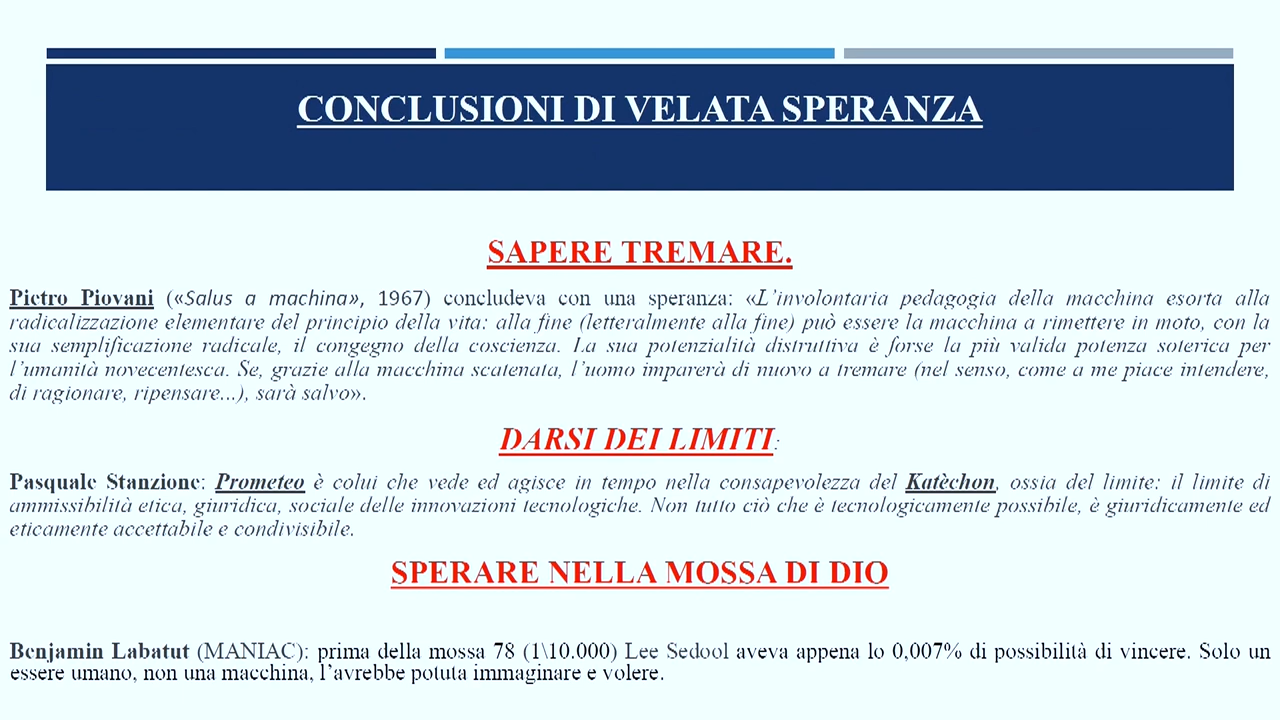 CONCLUSIONI DI VELATA SPERANZA
SAPERE TREMARE.
Pietro Piovani («Salus a machina», 1967) concludeva con una speranza: «L’involontaria pedagogia della macchina esorta alla
radicalizzazione elementare del principio della vita: alla fine (letteralmente alla fine) può essere la macchina a rimettere in moto, con la
sua semplificazione radicale, il congegno della coscienza. La sua potenzialità distruttiva è forse la più valida potenza soterica per
l’umanità novecentesca. Se, grazie alla macchina scatenata, l’uomo imparerà di nuovo a tremare (nel senso, come a me piace intendere,
di ragionare, ripensare...), sarà salvo».
DARSI DEI LIMITI:
Pasquale Stanzione: Prometeo è colui che vede ed agisce in tempo nella consapevolezza del Katèchon, ossia del limite: il limite di
ammissibilità etica, giuridica, sociale delle innovazioni tecnologiche. Non tutto ciò che è tecnologicamente possibile, è giuridicamente ed
eticamente accettabile e condivisibile.
SPERARE NELLA MOSSA DI DIO
Benjamin Labatut (MANIAC): prima della mossa 78 (1\10.000) Lee Sedool aveva appena lo 0,007% di possibilità di vincere. Solo un
essere umano, non una macchina, l’avrebbe potuta immaginare e volere.